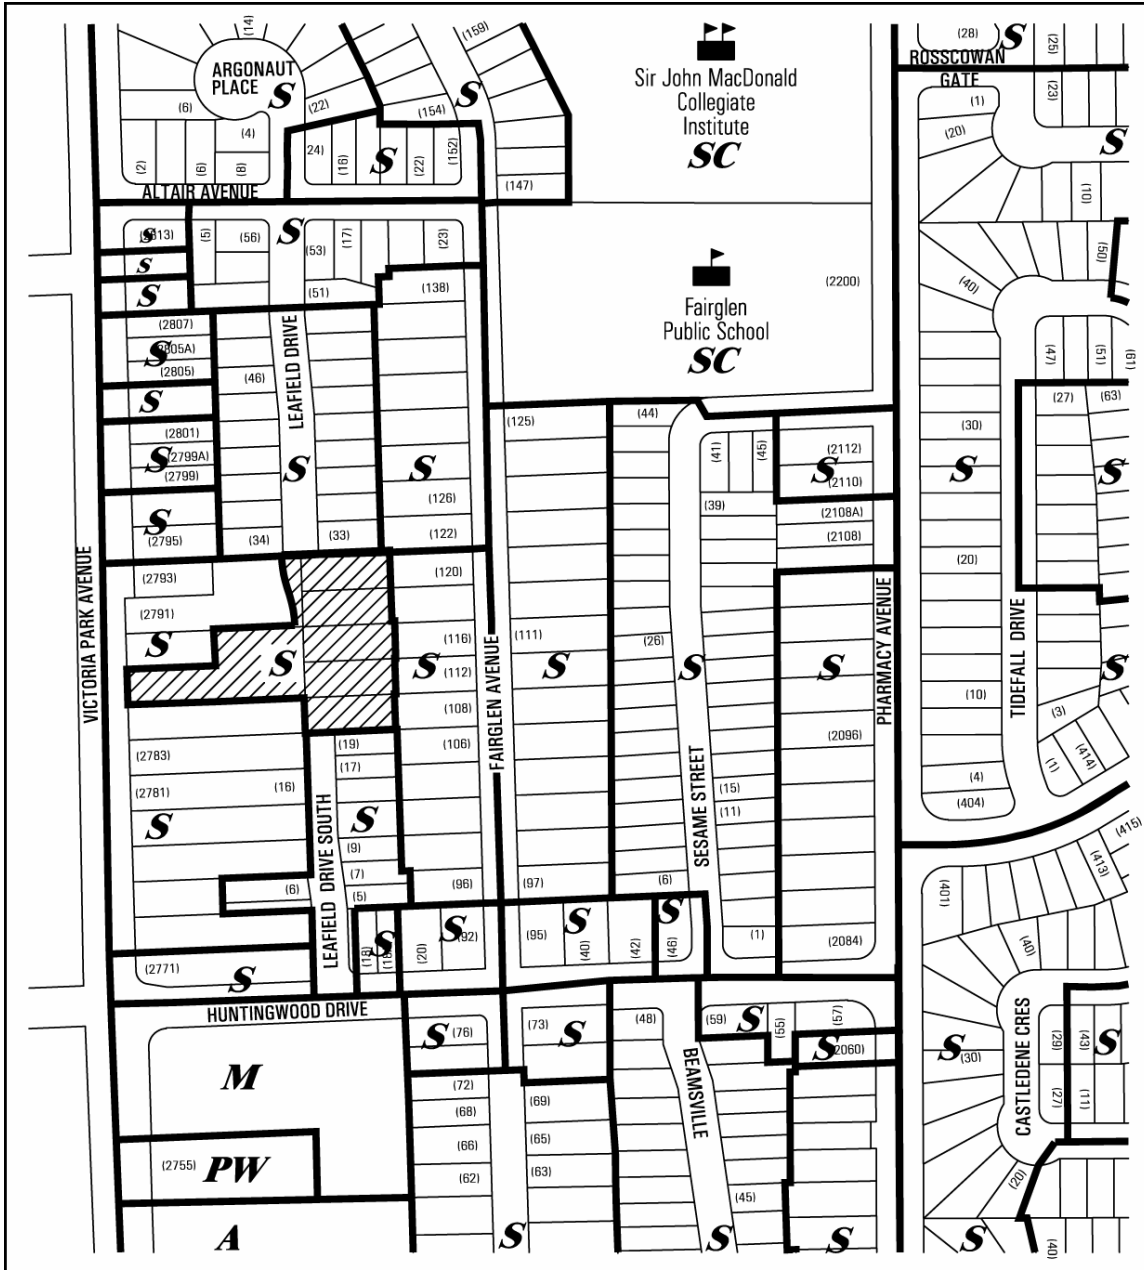 (14)
(159)
(28)
S
(25)
ROSSCOWAN
GATE
ARGONAUT
PLACE
S
(6)
(22)
(4)
S
(154)
Sir John MacDonald
Collegiate
Institute
SC
(1)
(23)
(20)
S
(2)
(6)
(8)
24)
(16)
S
(22)
(152)
(147)
(10)
ALTAIR AVENUE
S
(5)
(56)
S
(53)
(17)
(23)
S
S
(51)
(138)
(2200)
(40)
(50)
Fairglen
Public School
SC
(2807)
S
(2805)
(46)
LEAFIELD DRIVE
(47)
(51)
(61)
S
(2801)
S
(2799A)
(2799)
S
S
(126)
(125)
(44)
(41)
(45)
(2112)
S
(2110)
(30)
S
(27)
(63)
S
S
(2795)
(34)
(33)
(122)
(39)
(2108A)
(2108)
VICTORIA PARK AVENUE
(2793)
(2791)
S
S
(120)
(116)
S
(112)
(108)
(106)
FAIRGLEN AVENUE
(111)
S
(26)
S
S
PHARMACY AVENUE
(20)
TIDEFALL DRIVE
(10)
S
(3)
(1)
(414)
(2783)
(2781)
(16)
S
(19)
(17)
S
(9)
(7)
(5)
(6)
LEAFIELD DRIVE SOUTH
(96)
(97)
SESAME STREET
(15)
(11)
(6)
(2096)
(4)
(404)
(415)
(413)
(401)
(2771)
S
(18)
S
(20)
S
(92)
(95)
S
(40)
(42)
S
(46)
(1)
(2084)
(40)
HUNTINGWOOD DRIVE
S
(76)
(73)
S
(48)
(59)
S
(55)
(57)
S
(2060)
S
(30)
(29)
(43)
S
CASTLEDENE CRES
(27)
(11)
M
(72)
(68)
(66)
(62)
(69)
(65)
(63)
BEAMSVILLE
(45)
(2755)
PW
A
S
S
S
(20)
S
(40)